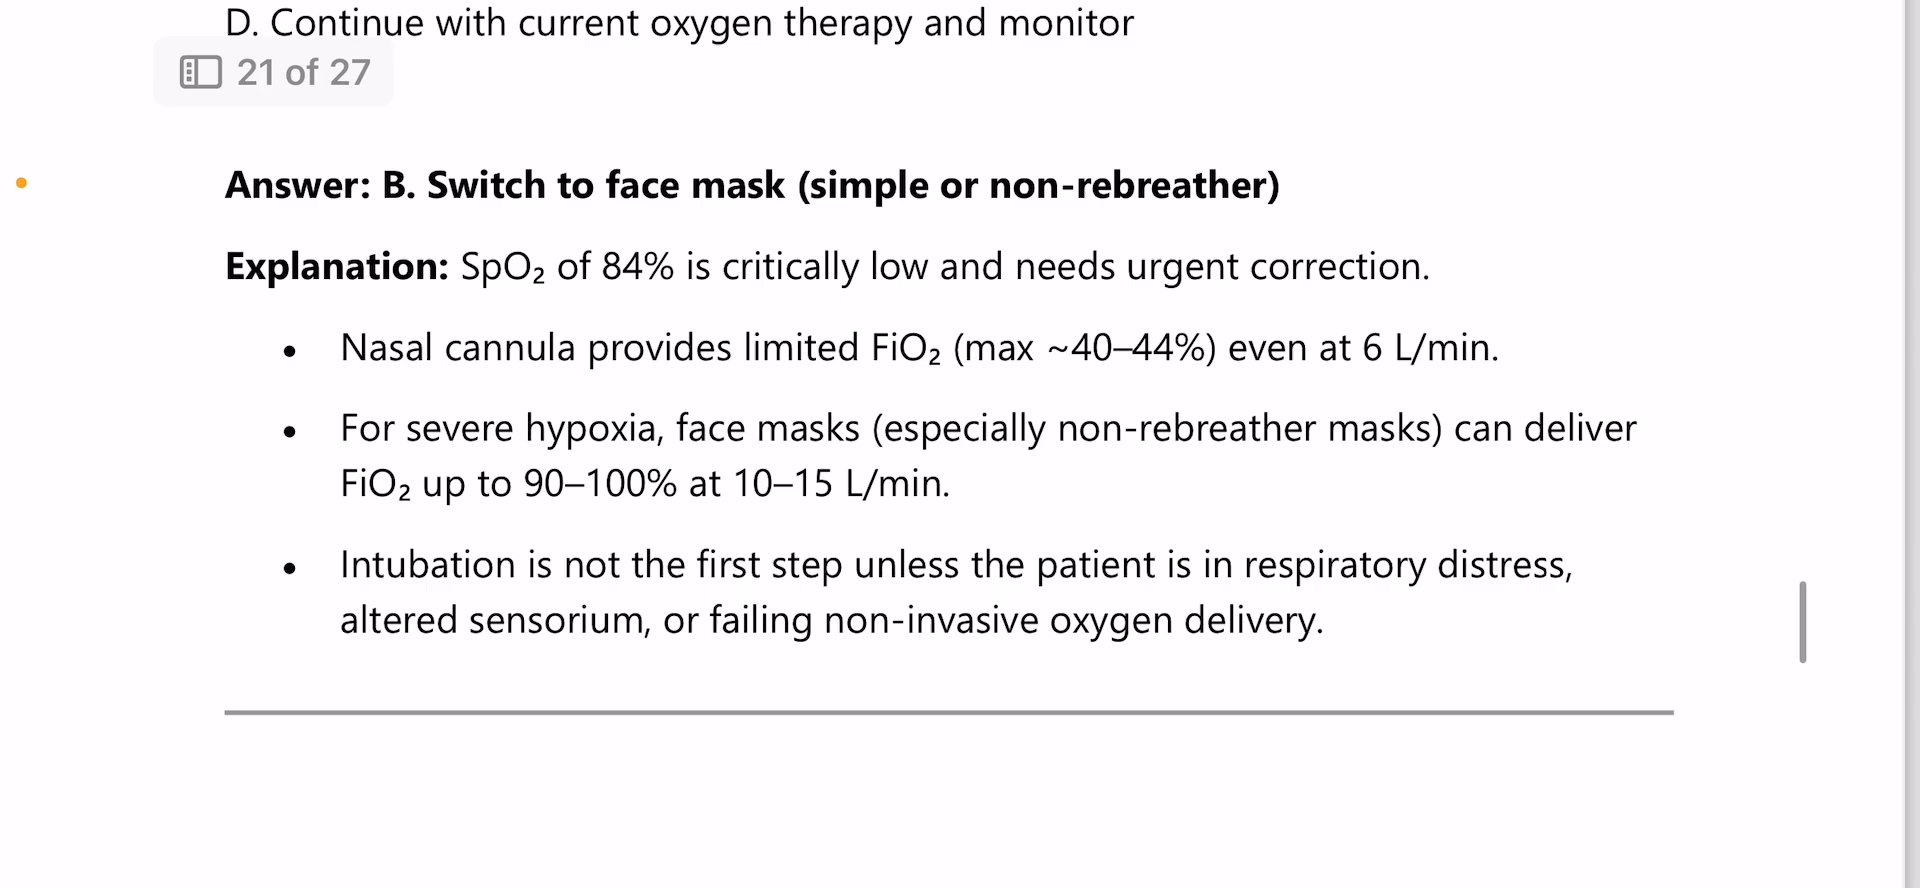 D. Continue with current oxygen therapy and monitor
21 of 27
Answer: B. Switch to face mask (simple or non-rebreather)
Explanation: SpO₂ of 84% is critically low and needs urgent correction.
• Nasal cannula provides limited FiO₂ (max ~40–44%) even at 6 L/min.
• For severe hypoxia, face masks (especially non-rebreather masks) can deliver
FiO₂ up to 90–100% at 10–15 L/min.
• Intubation is not the first step unless the patient is in respiratory distress,
altered sensorium, or failing non-invasive oxygen delivery.